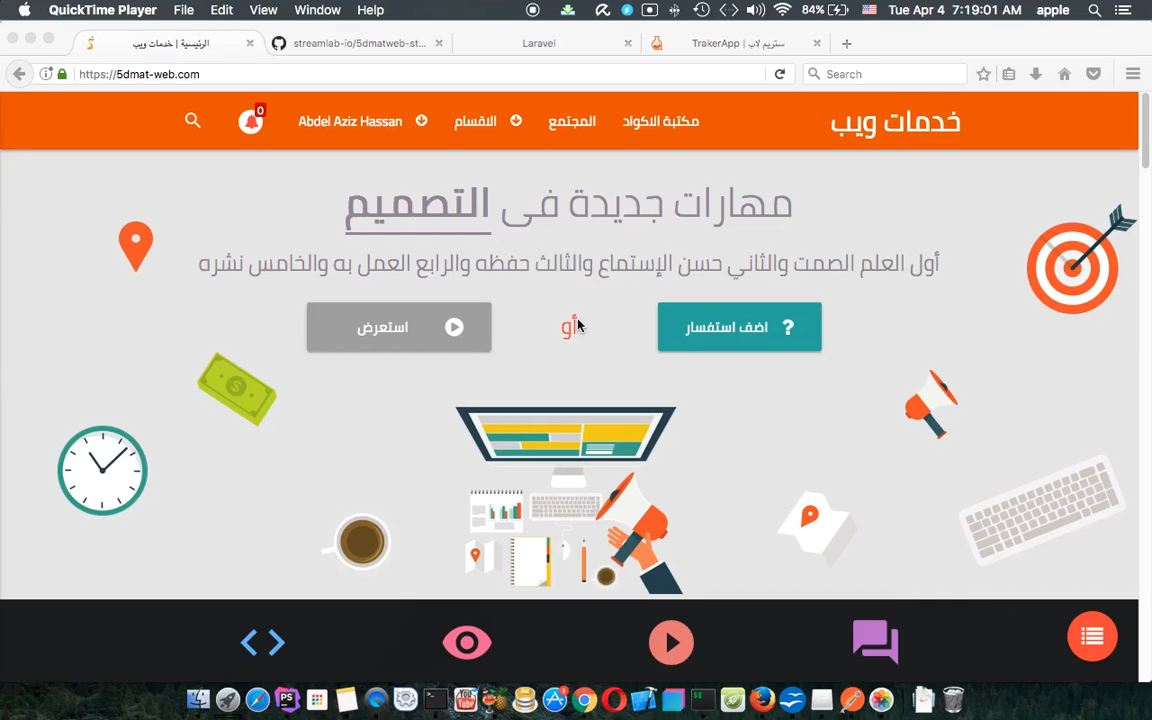 QuickTime Player File Edit View Window Help 84% Tue Apr 4 7:19:01 AM apple
الرئيسية | خدمات ويب
streamlab-io/5dmatweb-st...
Laravel
ستريم لاب | TrakerApp
https://5dmat-web.com
Search
خدمات ويب
مكتبة الاكواد
المجتمع
الاقسام
Abdel Aziz Hassan
0
مهارات جديدة فى التصميم
أول العلم الصمت والثاني حسن الإستماع والثالث حفظه والرابع العمل به والخامس نشره
اضف استفسار ?
أو
استعرض